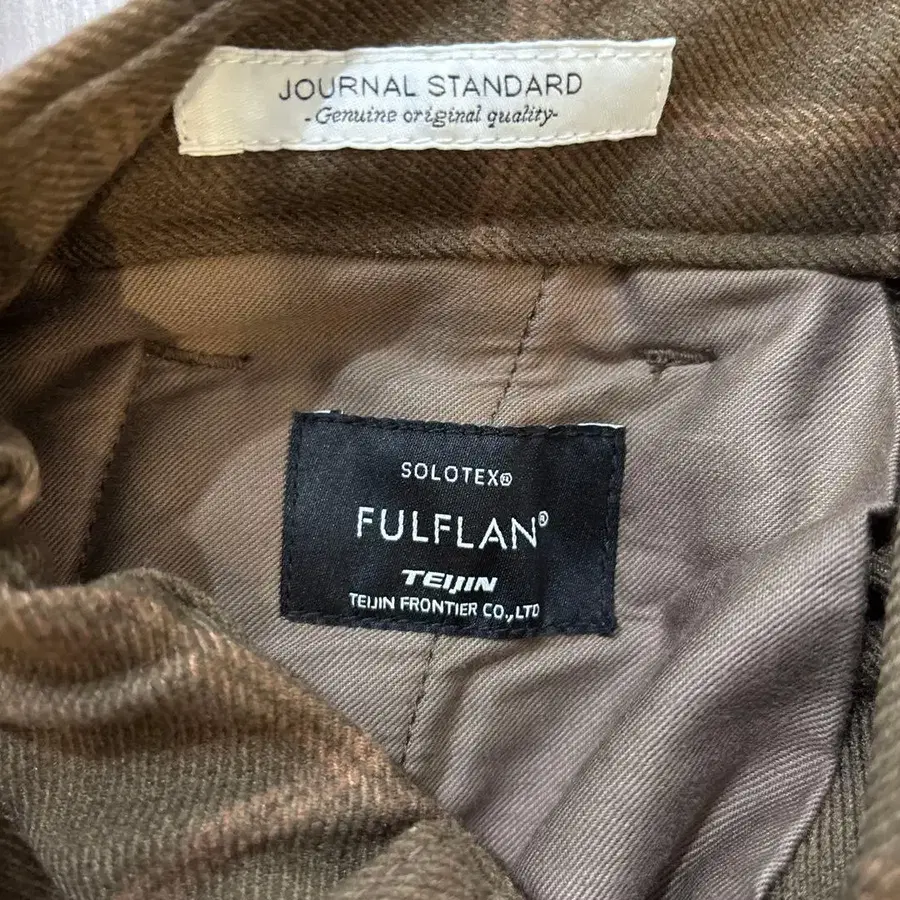 JOURNAL STANDARD
- Genuine original quality-
SOLOTEX®
FULFLAN®
TEIJIN
TEIJIN FRONTIER CO.,LTD